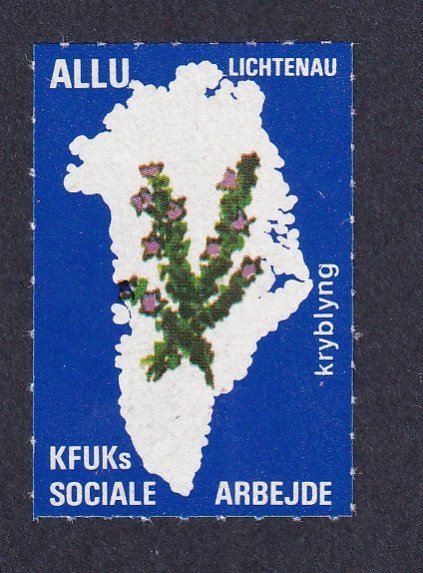 ALLU LICHTENAU
kryblyng
KFUKs
SOCIALE ARBEJDE